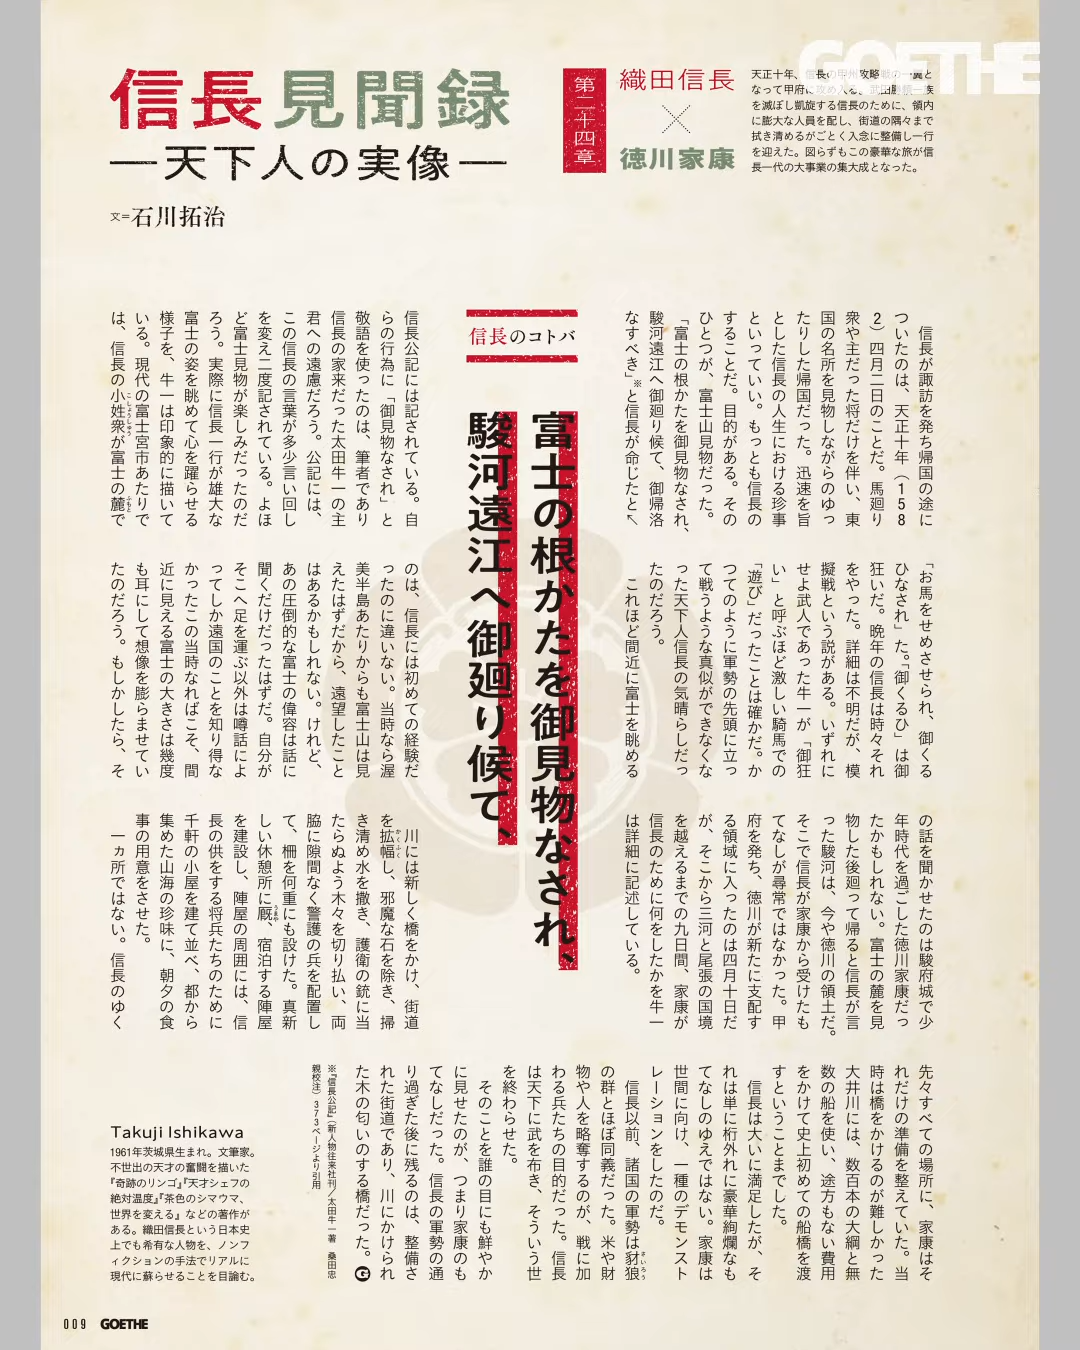 GOETHE
信長見聞録
―天下人の実像―
文=石川拓治
第二十四章
織田信長
×
徳川家康
天正十年、信長の甲州攻略戦の一翼と
なって甲府に攻め入る。武田勝頼一族
を滅ぼし凱旋する信長のために、領内
に膨大な人員を配し、街道の隅々まで
拭き清めるがごとく入念に整備し一行
を迎えた。図らずもこの豪華な旅が信
長一代の大事業の集大成となった。
信長のコトバ
富士の根かたを御見物なされ、
駿河遠江へ御廻り候て、
信長が諏訪を発ち帰国の途に
ついたのは、天正十年(158
2)四月二日のことだ。馬廻り
衆や主だった将だけを伴い、東
国の名所を見物しながらのゆっ
たりした帰国だった。迅速を旨
とした信長の人生における珍事
といっていい。もっとも信長の
することだ。目的がある。その
ひとつが、富士山見物だった。
「富士の根かたを御見物なされ、
駿河遠江へ御廻り候て、御帰洛
なすべき」※と信長が命じたと↖
信長公記には記されている。自
らの行為に「御見物なされ」と
敬語を使ったのは、筆者であり
信長の家来だった太田牛一の主
君への遠慮だろう。公記には、
この信長の言葉が多少言い回し
を変え二度記されている。よほ
ど富士見物が楽しみだったのだ
ろう。実際に信長一行が雄大な
富士の姿を眺めて心を躍らせる
様子を、牛一は印象的に描いて
いる。現代の富士宮市あたりで
は、信長の小姓衆が富士の麓で
こしょうしゅう
ふもと
「お馬をせめさせられ、御くる
ひなされ」た。「御くるひ」は御
狂いだ。晩年の信長は時々それ
をやった。詳細は不明だが、模
擬戦という説がある。いずれに
せよ武人であった牛一が「御狂
い」と呼ぶほど激しい騎馬での
「遊び」だったことは確かだ。か
つてのように軍勢の先頭に立っ
て戦うような真似ができなくな
った天下人信長の気晴らしだっ
たのだろう。
これほど間近に富士を眺める
のは、信長には初めての経験だ
ったのに違いない。当時なら渥
美半島あたりからも富士山は見
えたはずだから、遠望したこと
はあるかもしれない。けれど、
あの圧倒的な富士の偉容は話に
聞くだけだったはずだ。自分が
そこへ足を運ぶ以外は噂話によ
ってしか遠国のことを知り得な
かったこの当時なればこそ、間
近に見える富士の大きさは幾度
も耳にして想像を膨らませてい
たのだろう。もしかしたら、そ
の話を聞かせたのは駿府城で少
年時代を過ごした徳川家康だっ
たかもしれない。富士の麓を見
物した後廻って帰ると信長が言
った駿河は、今や徳川の領土だ。
そこで信長が家康から受けたも
てなしが尋常ではなかった。甲
府を発ち、徳川が新たに支配す
る領域に入ったのは四月十日だ
が、そこから三河と尾張の国境
を越えるまでの九日間、家康が
信長のために何をしたかを牛一
は詳細に記述している。
川には新しく橋をかけ、街道
を拡幅し、邪魔な石を除き、掃
かくふく
き清め水を撒き、護衛の銃に当
たらぬよう木々を切り払い、両
脇に隙間なく警護の兵を配置し
て、柵を何重にも設けた。真新
しい休憩所に厩、宿泊する陣屋
うまや
を建設し、陣屋の周囲には、信
長の供をする将兵たちのために
千軒の小屋を建て並べ、都から
集めた山海の珍味に、朝夕の食
事の用意をさせた。
一ヵ所ではない。信長のゆく
先々すべての場所に、家康はそ
れだけの準備を整えていた。当
時は橋をかけるのが難しかった
大井川には、数百本の大綱と無
数の船を使い、途方もない費用
をかけて史上初めての船橋を渡
すということまでした。
信長は大いに満足したが、そ
れは単に桁外れに豪華絢爛なも
てなしのゆえではない。家康は
世間に向け、一種のデモンスト
レーションをしたのだ。
信長以前、諸国の軍勢は豺狼
さいろう
の群とほぼ同義だった。米や財
物や人を略奪するのが、戦に加
わる兵たちの目的だった。信長
は天下に武を布き、そういう世
を終わらせた。
そのことを誰の目にも鮮やか
に見せたのが、つまり家康のも
てなしだった。信長の軍勢の通
り過ぎた後に残るのは、整備さ
れた街道であり、川にかけられ
た木の匂いのする橋だった。G
※『信長公記』(新人物往来社刊/太田牛一著 桑田忠
親校注)373ページより引用
Takuji Ishikawa
1961年茨城県生まれ。文筆家。
不世出の天才の奮闘を描いた
『奇跡のリンゴ』『天才シェフの
絶対温度』『茶色のシマウマ、
世界を変える』などの著作が
ある。織田信長という日本史
上でも希有な人物を、ノンフ
ィクションの手法でリアルに
現代に蘇らせることを目論む。
009 GOETHE